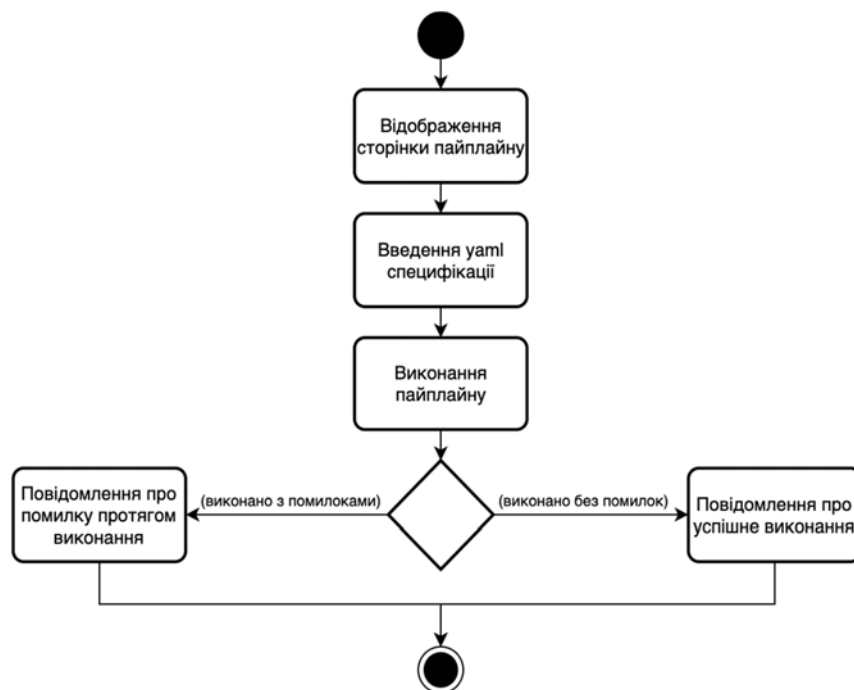 Відображення
сторінки пайплайну
Введення yaml
специфікації
Виконання
пайплайну
Повідомлення про
помилку протягом
виконання
(виконано з помилоками)
(виконано без помилок)
Повідомлення про
успішне виконання